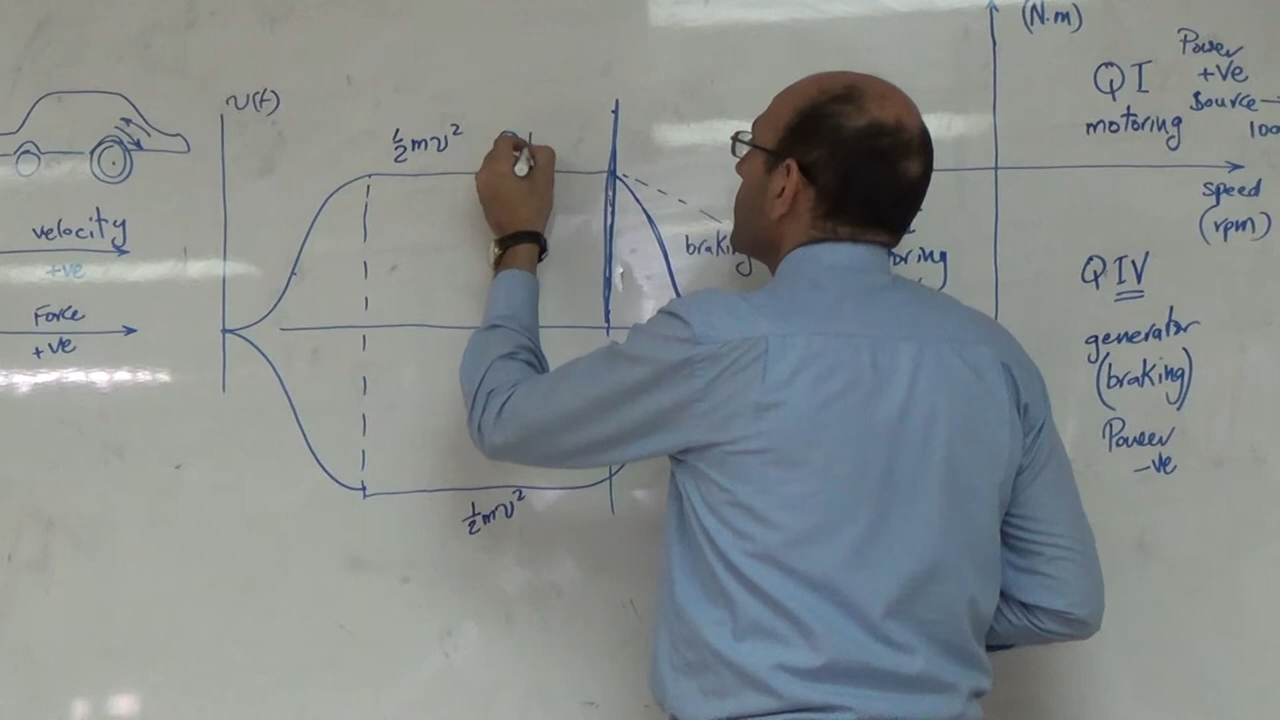 velocity
+ve
Force
+ve
v(t)
½mv²
½mv²
braking
(N.m)
QI
motoring
Power
+ve
Source→
speed
(rpm)
QIV
generator
(braking)
Power
-ve